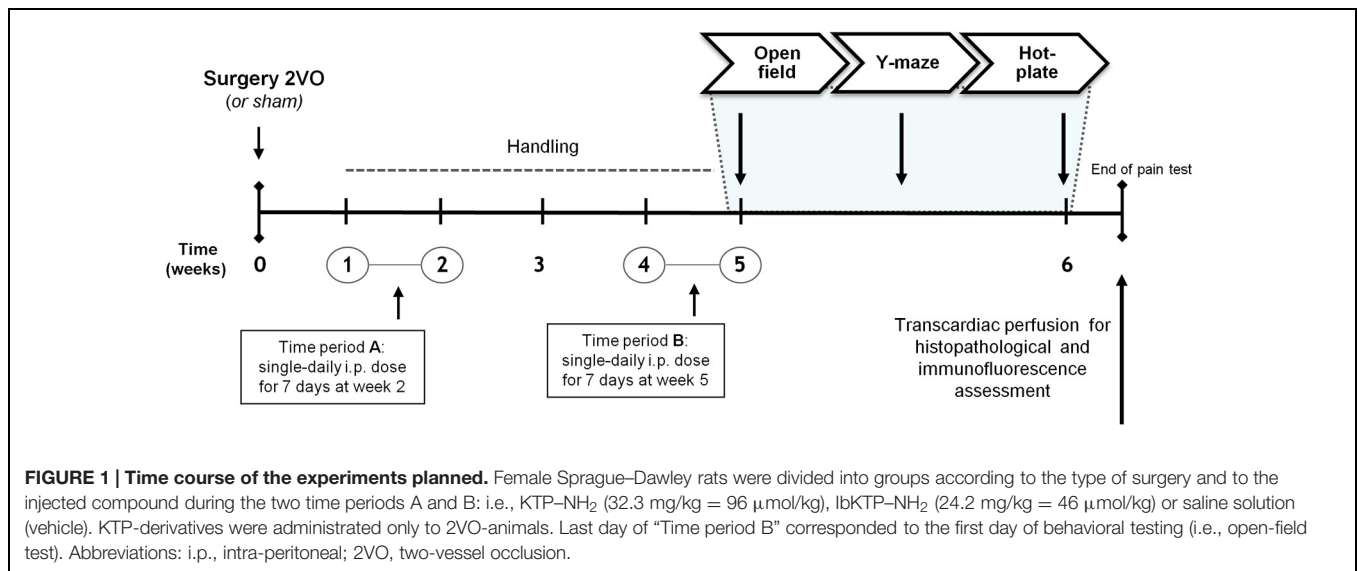 Open
field
Y-maze
Hot-
plate
Surgery 2VO
(or sham)
Handling
End of pain test
Time
(weeks)
0
1
2
3
4
5
6
Time period A:
single-daily i.p. dose
for 7 days at week 2
Time period B:
single-daily i.p. dose
for 7 days at week 5
Transcardiac perfusion for
histopathological and
immunofluorescence
assessment
FIGURE 1 | Time course of the experiments planned. Female Sprague–Dawley rats were divided into groups according to the type of surgery and to the
injected compound during the two time periods A and B: i.e., KTP–NH₂ (32.3 mg/kg = 96 μmol/kg), IbKTP–NH₂ (24.2 mg/kg = 46 μmol/kg) or saline solution
(vehicle). KTP-derivatives were administrated only to 2VO-animals. Last day of “Time period B” corresponded to the first day of behavioral testing (i.e., open-field
test). Abbreviations: i.p., intra-peritoneal; 2VO, two-vessel occlusion.